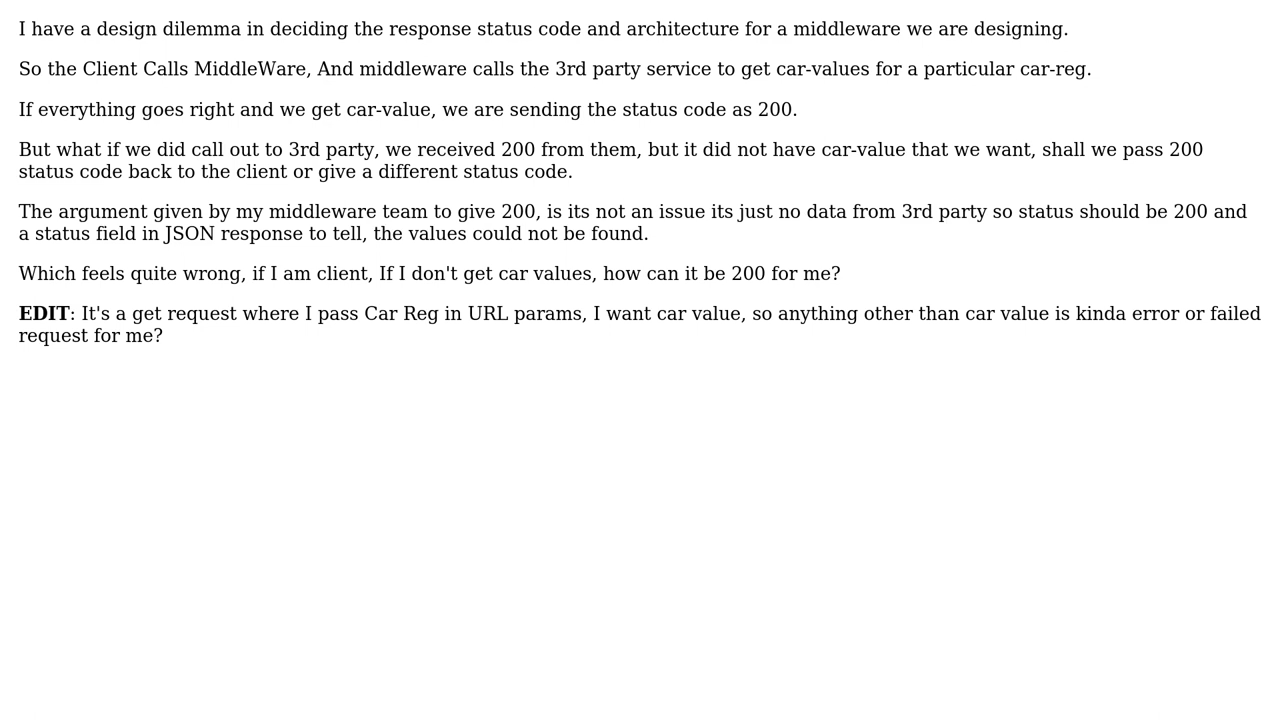 I have a design dilemma in deciding the response status code and architecture for a middleware we are designing.
So the Client Calls MiddleWare, And middleware calls the 3rd party service to get car-values for a particular car-reg.
If everything goes right and we get car-value, we are sending the status code as 200.
But what if we did call out to 3rd party, we received 200 from them, but it did not have car-value that we want, shall we pass 200
status code back to the client or give a different status code.
The argument given by my middleware team to give 200, is its not an issue its just no data from 3rd party so status should be 200 and
a status field in JSON response to tell, the values could not be found.
Which feels quite wrong, if I am client, If I don't get car values, how can it be 200 for me?
EDIT: It's a get request where I pass Car Reg in URL params, I want car value, so anything other than car value is kinda error or failed
request for me?